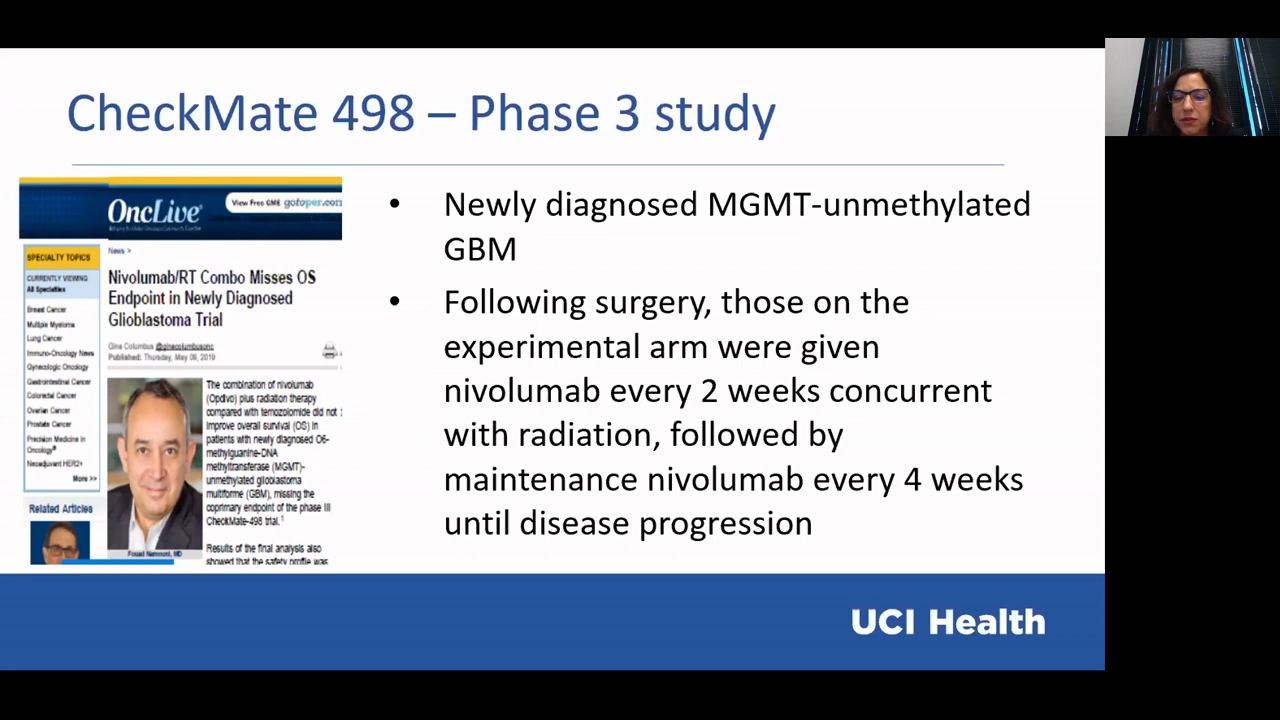 CheckMate 498 – Phase 3 study
OncLive
View Free CME gotoper.com
SPECIALTY TOPICS
CURRENTLY VIEWING
All Specialties
Breast Cancer
Multiple Myeloma
Lung Cancer
Immuno-Oncology News
Gynecologic Oncology
Gastrointestinal Cancer
Colorectal Cancer
Ovarian Cancer
Prostate Cancer
Precision Medicine in
Oncology®
Neoadjuvant HER2+
More >>
Related Articles
News >
Nivolumab/RT Combo Misses OS
Endpoint in Newly Diagnosed
Glioblastoma Trial
Gina Columbus @ginacolumbusonc
Published: Thursday, May 09, 2019
Fouad Namouni, MD
The combination of nivolumab
(Opdivo) plus radiation therapy
compared with temozolomide did not
improve overall survival (OS) in
patients with newly diagnosed O6-
methylguanine-DNA
methyltransferase (MGMT)-
unmethylated glioblastoma
multiforme (GBM), missing the
coprimary endpoint of the phase III
CheckMate-498 trial.1
Results of the final analysis also
showed that the safety profile was
• Newly diagnosed MGMT-unmethylated
GBM
• Following surgery, those on the
experimental arm were given
nivolumab every 2 weeks concurrent
with radiation, followed by
maintenance nivolumab every 4 weeks
until disease progression
UCI Health